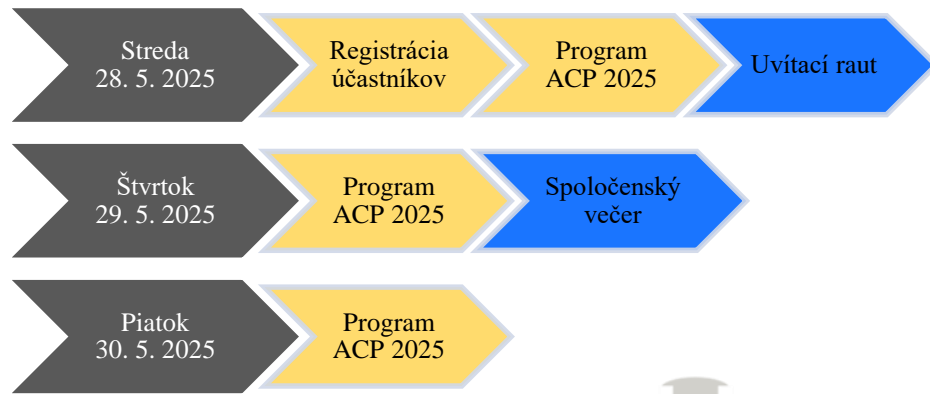 Streda
28. 5. 2025
Registrácia
účastníkov
Program
ACP 2025
Uvítací raut
Štvrtok
29. 5. 2025
Program
ACP 2025
Spoločenský
večer
Piatok
30. 5. 2025
Program
ACP 2025